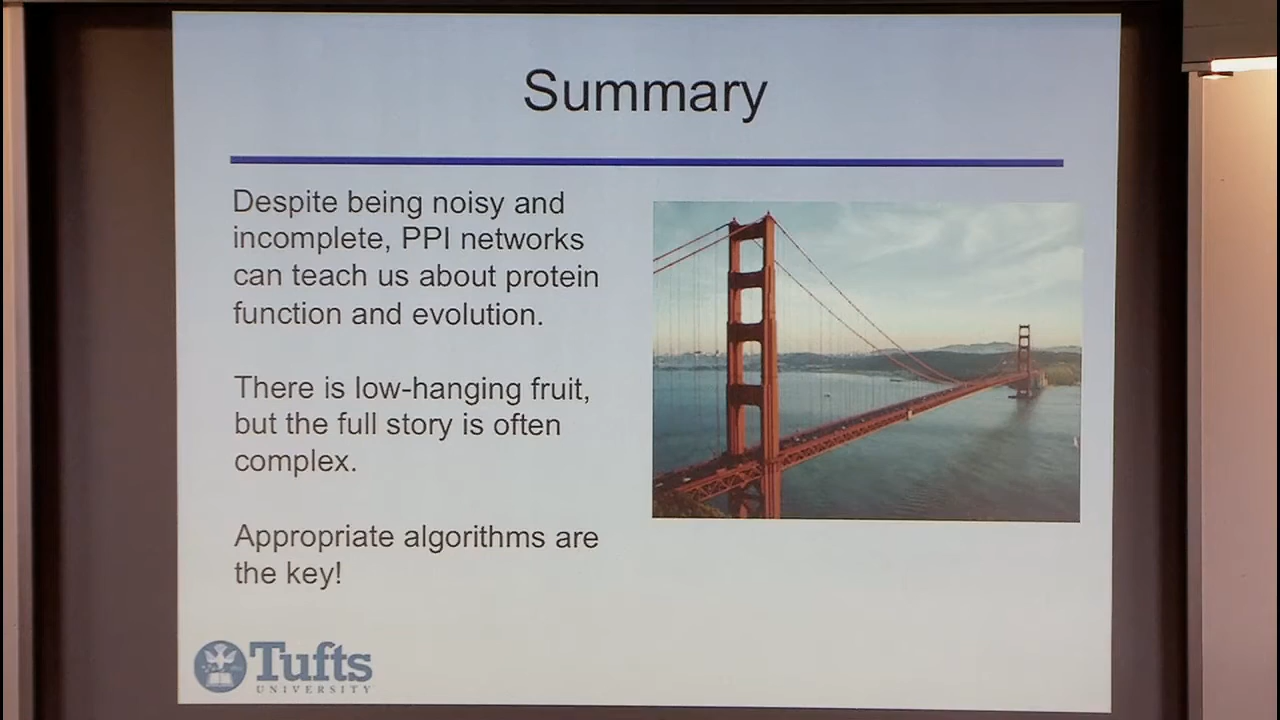 Summary
Despite being noisy and
incomplete, PPI networks
can teach us about protein
function and evolution.
There is low-hanging fruit,
but the full story is often
complex.
Appropriate algorithms are
the key!
Tufts
UNIVERSITY